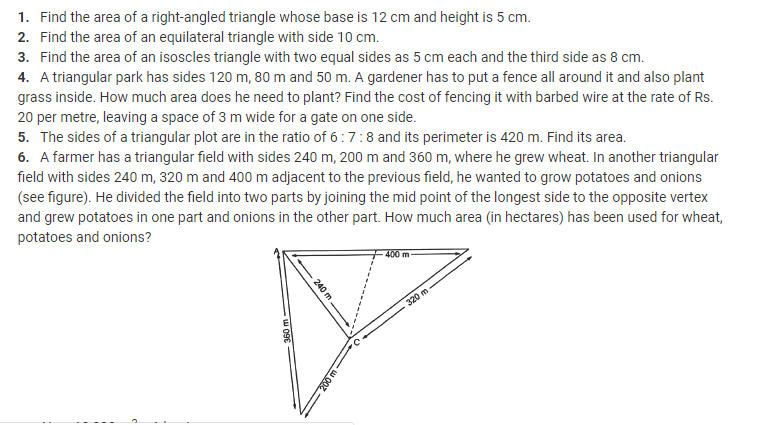 1. Find the area of a right-angled triangle whose base is 12 cm and height is 5 cm.
2. Find the area of an equilateral triangle with side 10 cm.
3. Find the area of an isoscles triangle with two equal sides as 5 cm each and the third side as 8 cm.
4. A triangular park has sides 120 m, 80 m and 50 m. A gardener has to put a fence all around it and also plant
grass inside. How much area does he need to plant? Find the cost of fencing it with barbed wire at the rate of Rs.
20 per metre, leaving a space of 3 m wide for a gate on one side.
5. The sides of a triangular plot are in the ratio of 6 : 7 : 8 and its perimeter is 420 m. Find its area.
6. A farmer has a triangular field with sides 240 m, 200 m and 360 m, where he grew wheat. In another triangular
field with sides 240 m, 320 m and 400 m adjacent to the previous field, he wanted to grow potatoes and onions
(see figure). He divided the field into two parts by joining the mid point of the longest side to the opposite vertex
and grew potatoes in one part and onions in the other part. How much area (in hectares) has been used for wheat,
potatoes and onions?
A
400 m
240 m
320 m
360 m
C
200 m